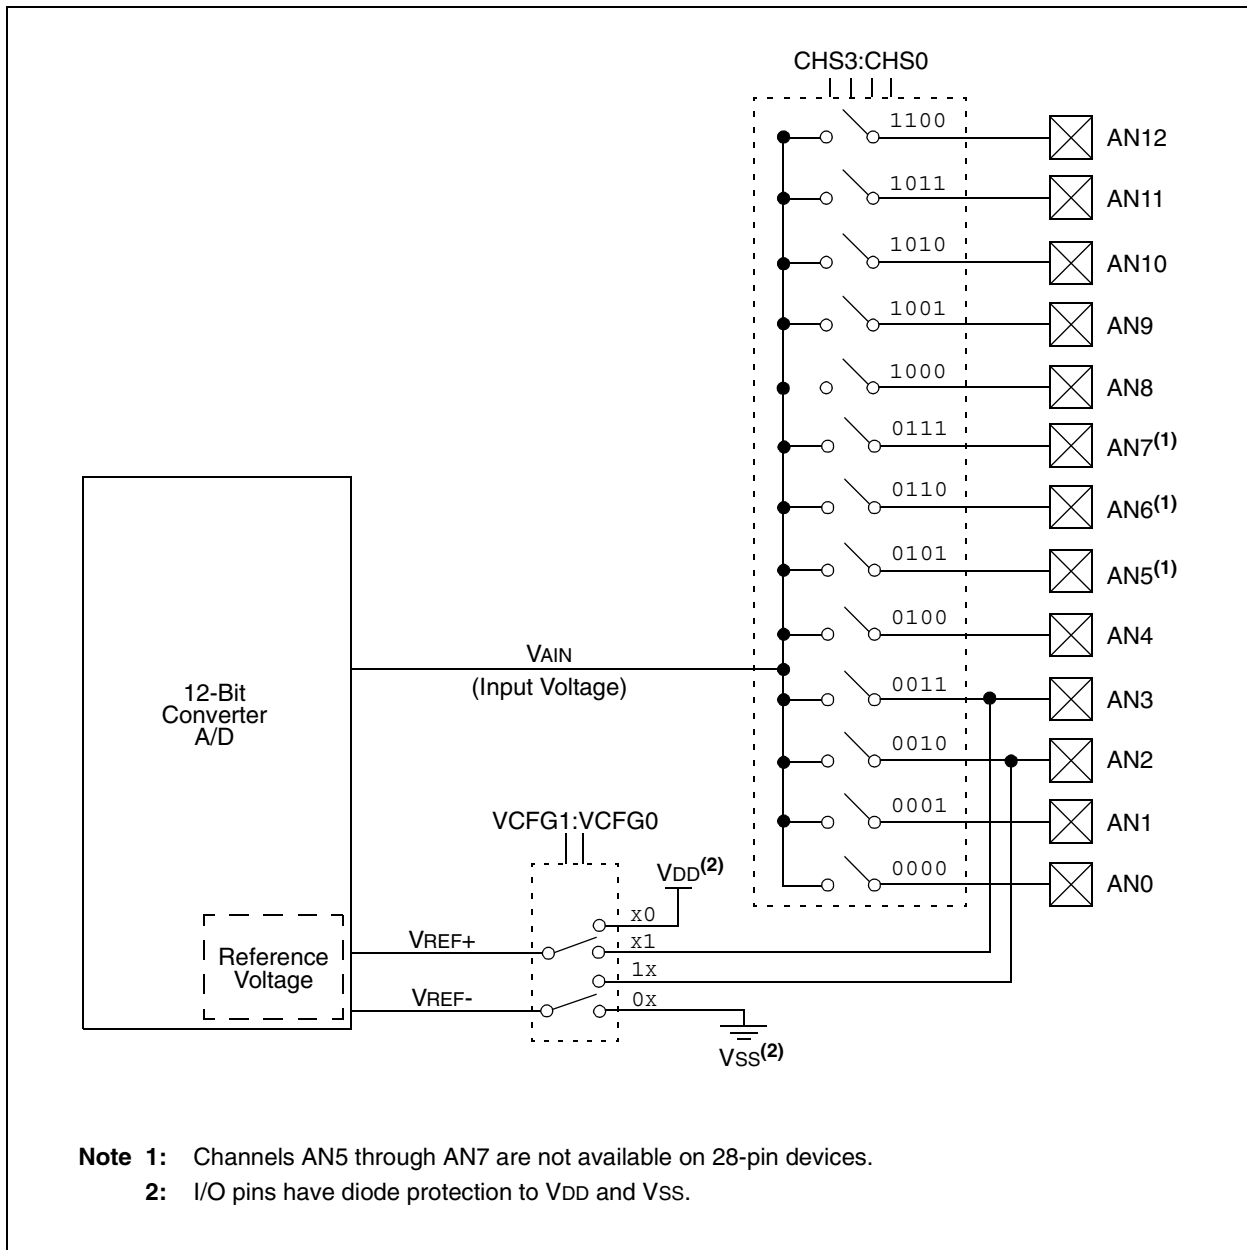 CHS3:CHS0
1100
AN12
1011
AN11
1010
AN10
1001
AN9
1000
AN8
0111
AN7(1)
0110
AN6(1)
0101
AN5(1)
0100
AN4
VAIN
(Input Voltage)
0011
AN3
12-Bit
Converter
A/D
0010
AN2
VCFG1:VCFG0
0001
AN1
VDD(2)
0000
AN0
x0
VREF+
x1
Reference
Voltage
1x
VREF-
0x
VSS(2)
Note 1: Channels AN5 through AN7 are not available on 28-pin devices.
2: I/O pins have diode protection to VDD and VSS.